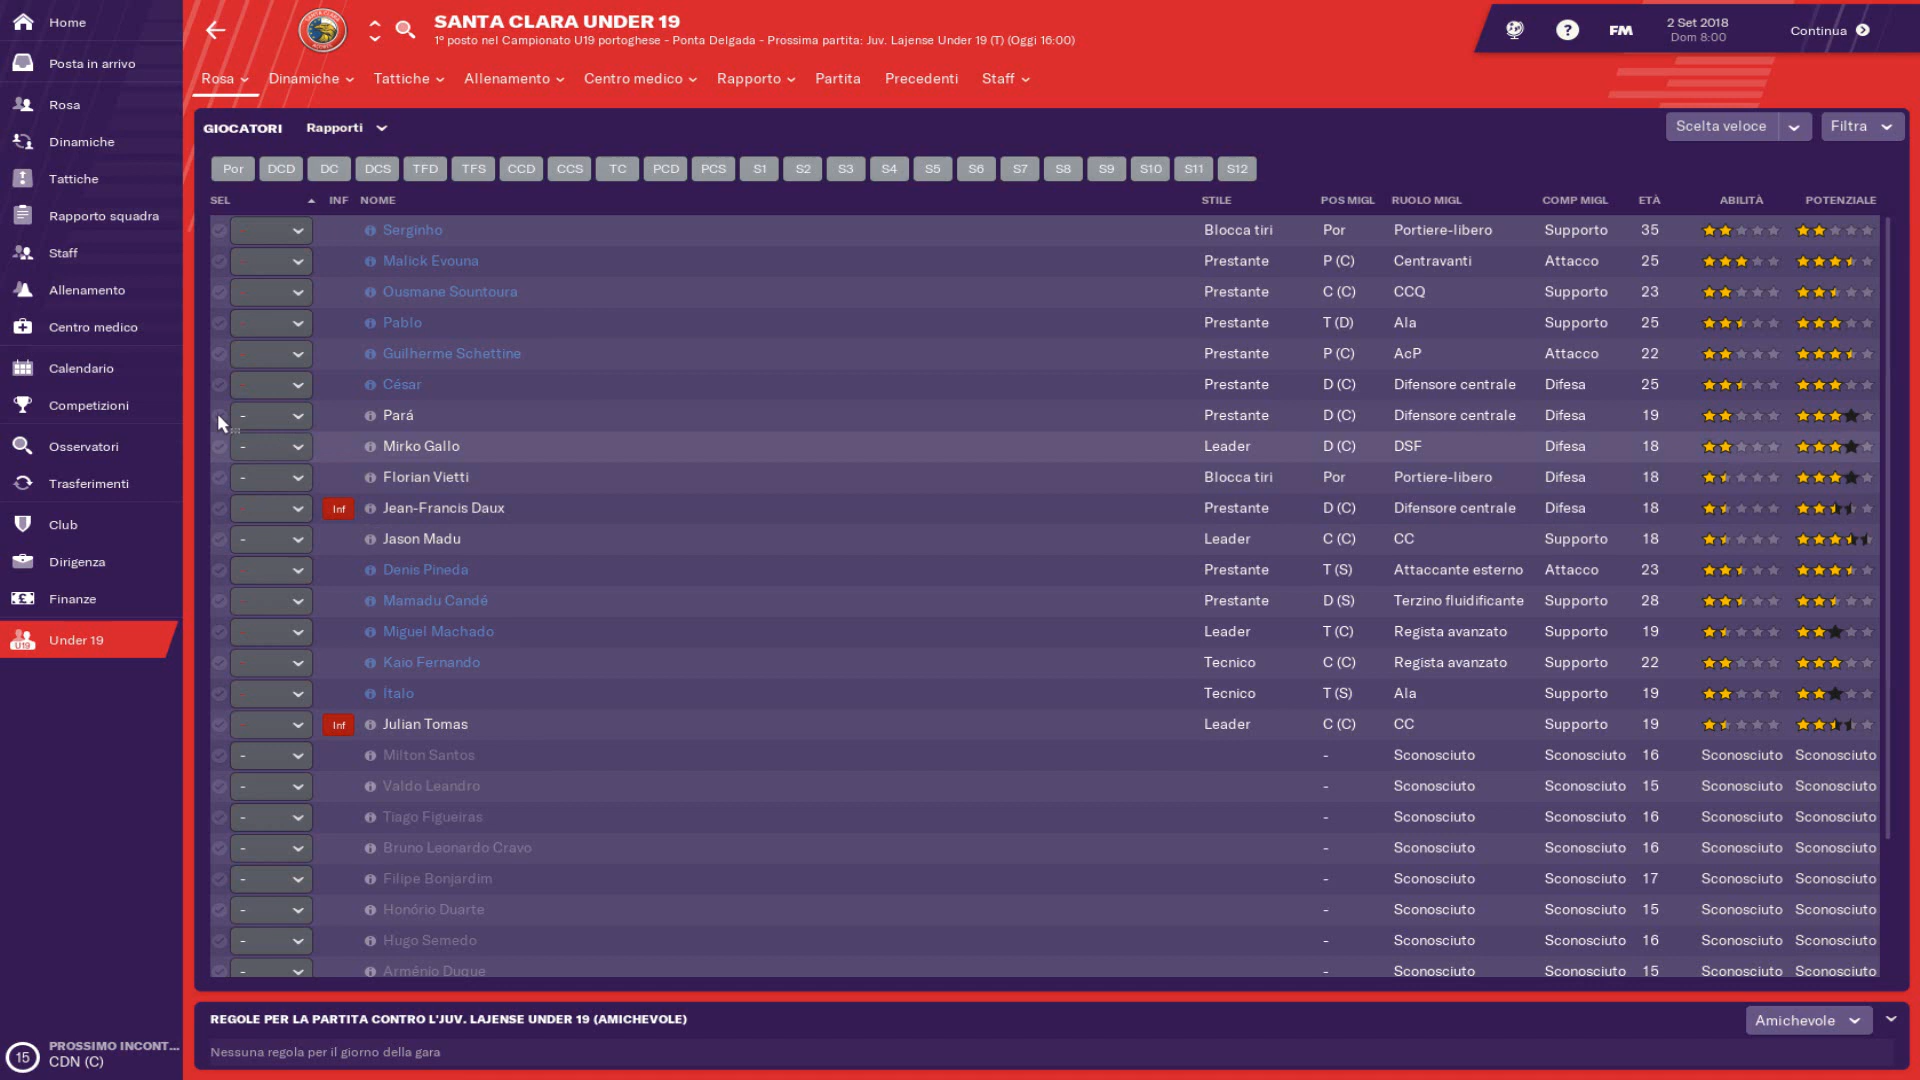 Home
Posta in arrivo
Rosa
Dinamiche
Tattiche
Rapporto squadra
Staff
Allenamento
Centro medico
Calendario
Competizioni
Osservatori
Trasferimenti
Club
Dirigenza
Finanze
U19 Under 19
15 PROSSIMO INCONT...
CDN (C)
SANTA CLARA UNDER 19
1° posto nel Campionato U19 portoghese - Ponta Delgada - Prossima partita: Juv. Lajense Under 19 (T) (Oggi 16:00)
FM
2 Set 2018
Dom 8:00
Continua
Rosa Dinamiche Tattiche Allenamento Centro medico Rapporto Partita Precedenti Staff
GIOCATORI Rapporti Scelta veloce Filtra
Por DCD DC DCS TFD TFS CCD CCS TC PCD PCS S1 S2 S3 S4 S5 S6 S7 S8 S9 S10 S11 S12
SEL INF NOME STILE POS MIGL RUOLO MIGL COMP MIGL ETÀ ABILITÀ POTENZIALE
- Serginho Blocca tiri Por Portiere-libero Supporto 35
- Malick Evouna Prestante P (C) Centravanti Attacco 25
- Ousmane Sountoura Prestante C (C) CCQ Supporto 23
- Pablo Prestante T (D) Ala Supporto 25
- Guilherme Schettine Prestante P (C) AcP Attacco 22
- César Prestante D (C) Difensore centrale Difesa 25
- Pará Prestante D (C) Difensore centrale Difesa 19
- Mirko Gallo Leader D (C) DSF Difesa 18
- Florian Vietti Blocca tiri Por Portiere-libero Difesa 18
- Inf Jean-Francis Daux Prestante D (C) Difensore centrale Difesa 18
- Jason Madu Leader C (C) CC Supporto 18
- Denis Pineda Prestante T (S) Attaccante esterno Attacco 23
- Mamadu Candé Prestante D (S) Terzino fluidificante Supporto 28
- Miguel Machado Leader T (C) Regista avanzato Supporto 19
- Kaio Fernando Tecnico C (C) Regista avanzato Supporto 22
- Ítalo Tecnico T (S) Ala Supporto 19
- Inf Julian Tomas Leader C (C) CC Supporto 19
- Milton Santos - Sconosciuto Sconosciuto 16 Sconosciuto Sconosciuto
- Valdo Leandro - Sconosciuto Sconosciuto 15 Sconosciuto Sconosciuto
- Tiago Figueiras - Sconosciuto Sconosciuto 16 Sconosciuto Sconosciuto
- Bruno Leonardo Cravo - Sconosciuto Sconosciuto 16 Sconosciuto Sconosciuto
- Filipe Bonjardim - Sconosciuto Sconosciuto 17 Sconosciuto Sconosciuto
- Honório Duarte - Sconosciuto Sconosciuto 15 Sconosciuto Sconosciuto
- Hugo Semedo - Sconosciuto Sconosciuto 16 Sconosciuto Sconosciuto
- Arménio Duque - Sconosciuto Sconosciuto 15 Sconosciuto Sconosciuto
REGOLE PER LA PARTITA CONTRO L'JUV. LAJENSE UNDER 19 (AMICHEVOLE) Amichevole
Nessuna regola per il giorno della gara